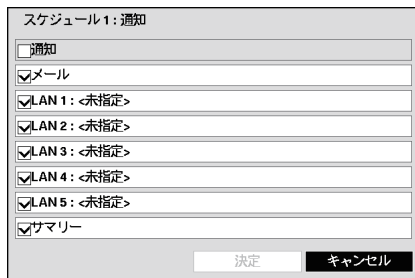 スケジュール1:通知
通知
メール
LAN 1 : <未指定>
LAN 2 : <未指定>
LAN 3 : <未指定>
LAN 4 : <未指定>
LAN 5 : <未指定>
サマリー
決定 キャンセル